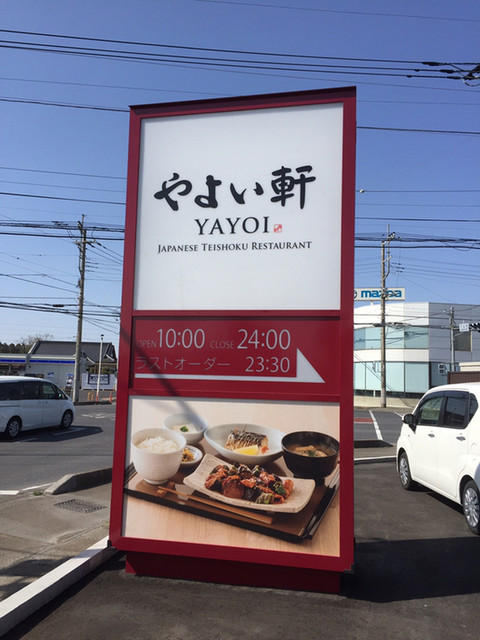 やよい軒
YAYOI
JAPANESE TEISHOKU RESTAURANT
OPEN 10:00 CLOSE 24:00
ラストオーダー 23:30
mazda